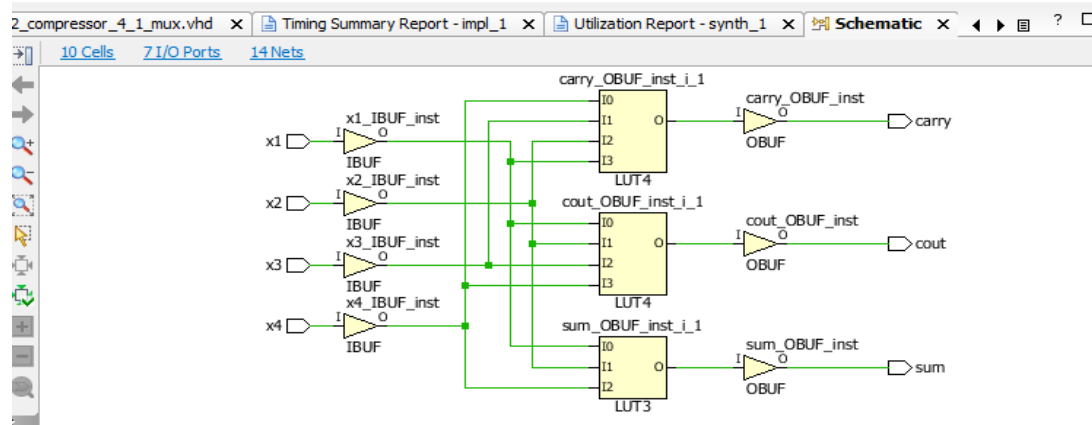 2_compressor_4_1_mux.vhd X Timing Summary Report - impl_1 X Utilization Report - synth_1 X Schematic X ?
10 Cells 7 I/O Ports 14 Nets
carry_OBUF_inst_i_1
I0
I1
I2
I3
O
LUT4
carry_OBUF_inst
I O
OBUF
carry
x1
x1_IBUF_inst
I O
IBUF
x2
x2_IBUF_inst
I O
IBUF
x3
x3_IBUF_inst
I O
IBUF
x4
x4_IBUF_inst
I O
IBUF
cout_OBUF_inst_i_1
I0
I1
I2
I3
O
LUT4
cout_OBUF_inst
I O
OBUF
cout
sum_OBUF_inst_i_1
I0
I1
I2
O
LUT3
sum_OBUF_inst
I O
OBUF
sum